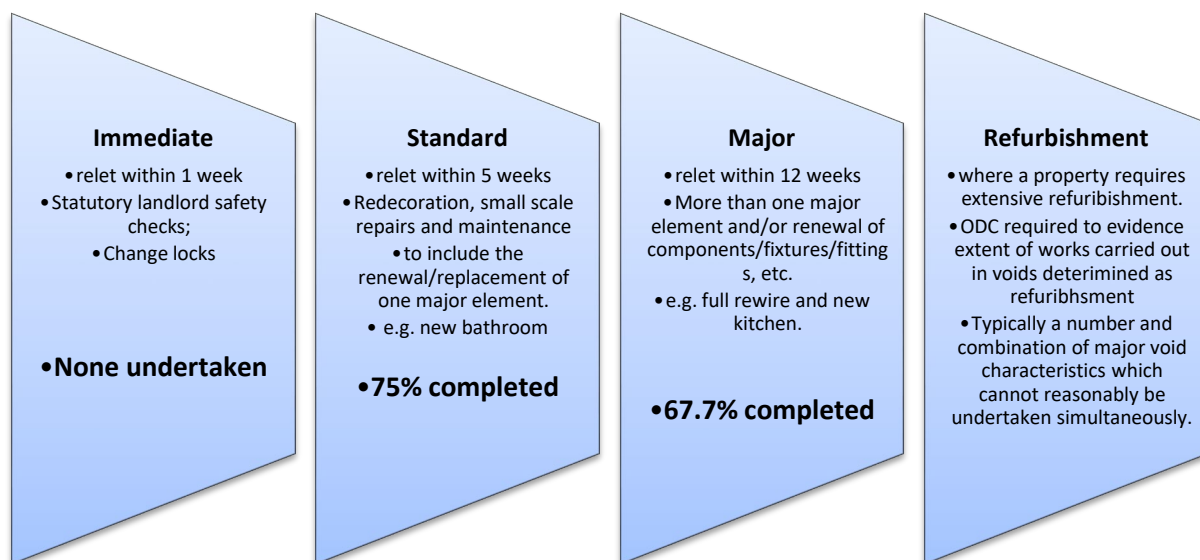 Immediate
•relet within 1 week
•Statutory landlord safety
checks;
•Change locks
•None undertaken
Standard
•relet within 5 weeks
•Redecoration, small scale
repairs and maintenance
•to include the
renewal/replacement of
one major element.
• e.g. new bathroom
•75% completed
Major
•relet within 12 weeks
•More than one major
element and/or renewal of
components/fixtures/fitting
s, etc.
•e.g. full rewire and new
kitchen.
•67.7% completed
Refurbishment
•where a property requires
extensive refuribishment.
•ODC required to evidence
extent of works carried out
in voids deterimined as
refuribhsment
•Typically a number and
combination of major void
characteristics which
cannot reasonably be
undertaken simultaneously.